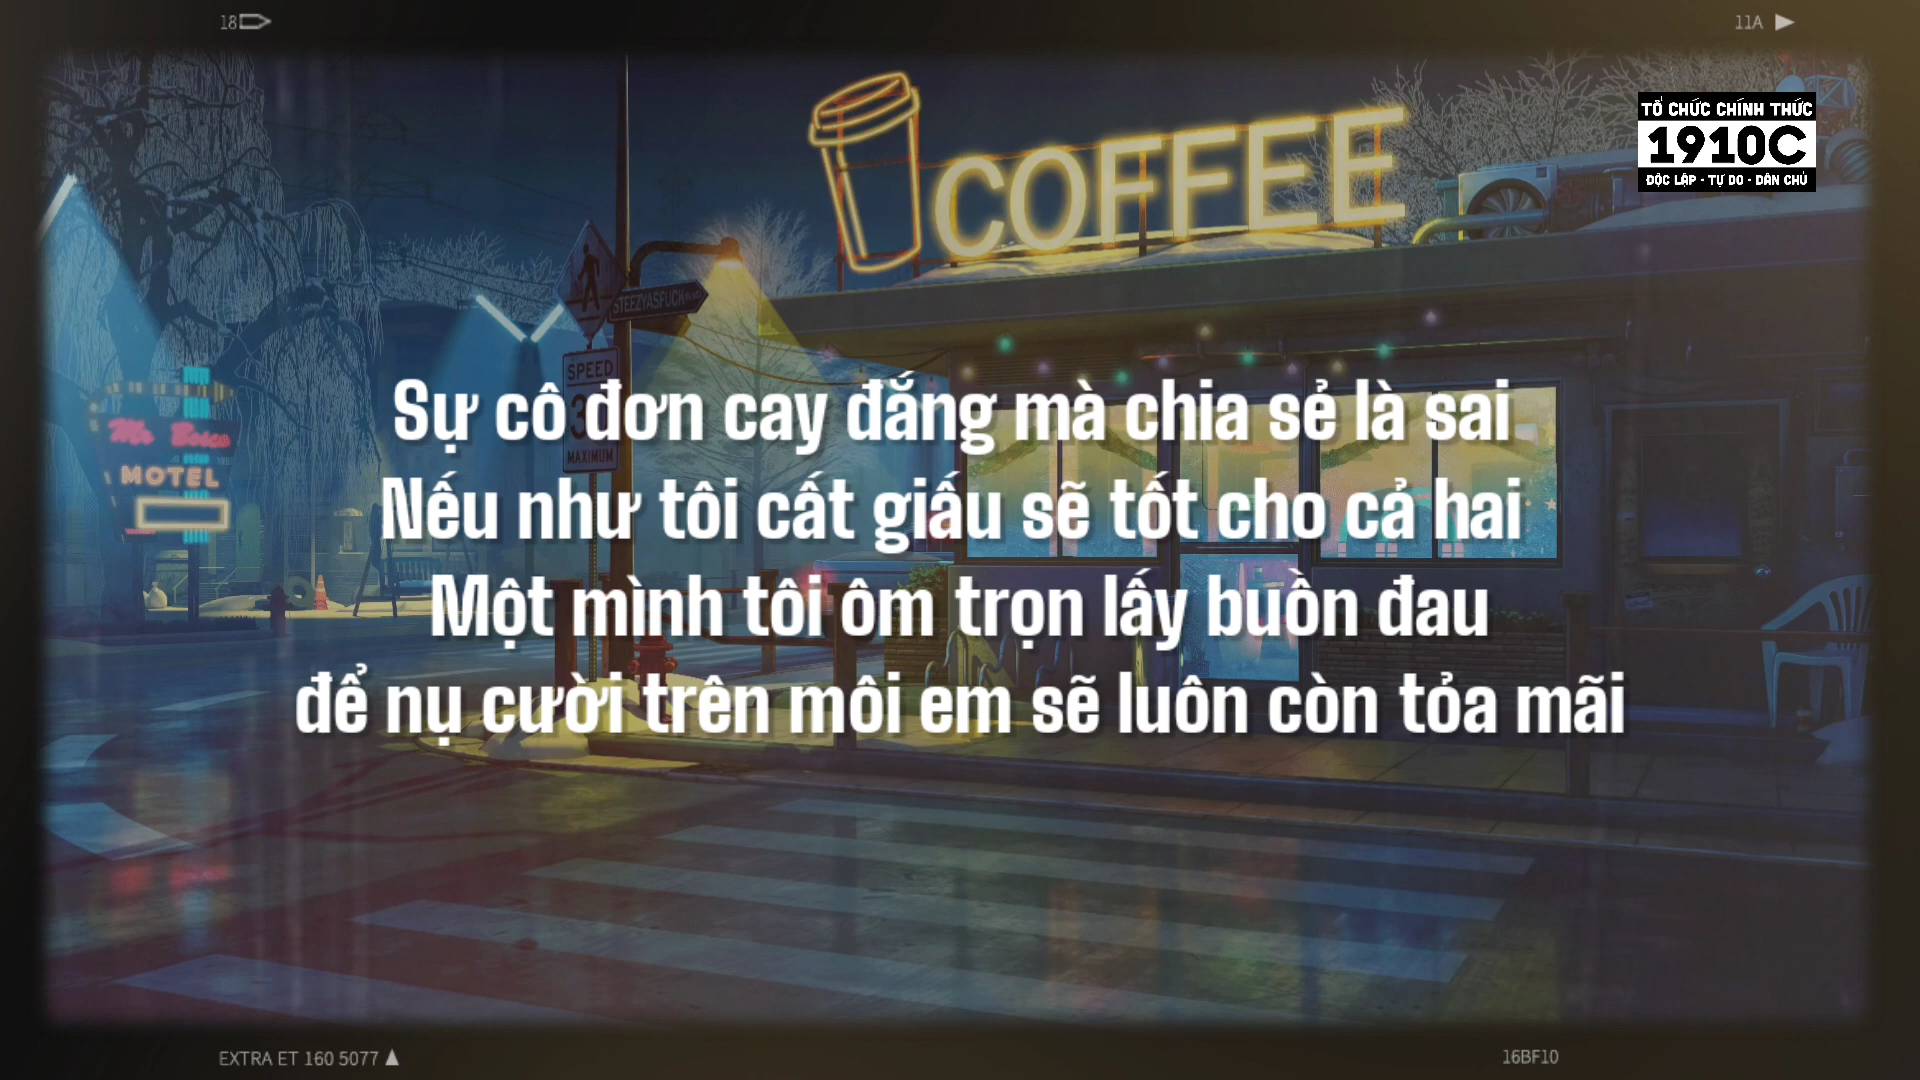 18
11A
TỔ CHỨC CHÍNH THỨC
1910C
ĐỘC LẬP - TỰ DO - DÂN CHỦ
COFFEE
STEEZYASFUCK
SPEED
MAXIMUM
Mr Bosco
MOTEL
Sự cô đơn cay đắng mà chia sẻ là sai
Nếu như tôi cất giấu sẽ tốt cho cả hai
Một mình tôi ôm trọn lấy buồn đau
để nụ cười trên môi em sẽ luôn còn tỏa mãi
EXTRA ET 160 5077
16BF10